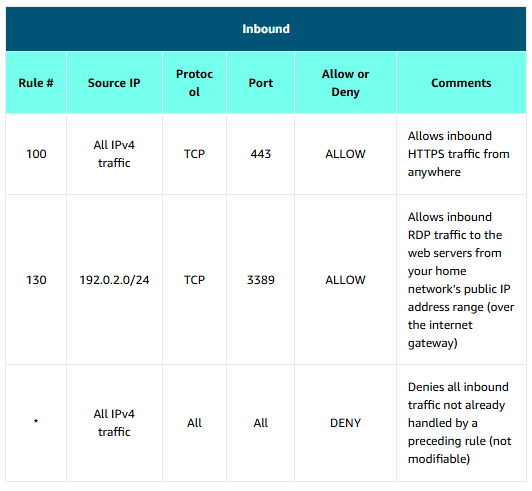 Inbound
Rule #
Source IP
Protoc
ol
Port
Allow or
Deny
Comments
100
All IPv4
traffic
TCP
443
ALLOW
Allows inbound
HTTPS traffic from
anywhere
130
192.0.2.0/24
TCP
3389
ALLOW
Allows inbound
RDP traffic to the
web servers from
your home
network’s public IP
address range (over
the internet
gateway)
*
All IPv4
traffic
All
All
DENY
Denies all inbound
traffic not already
handled by a
preceding rule (not
modifiable)